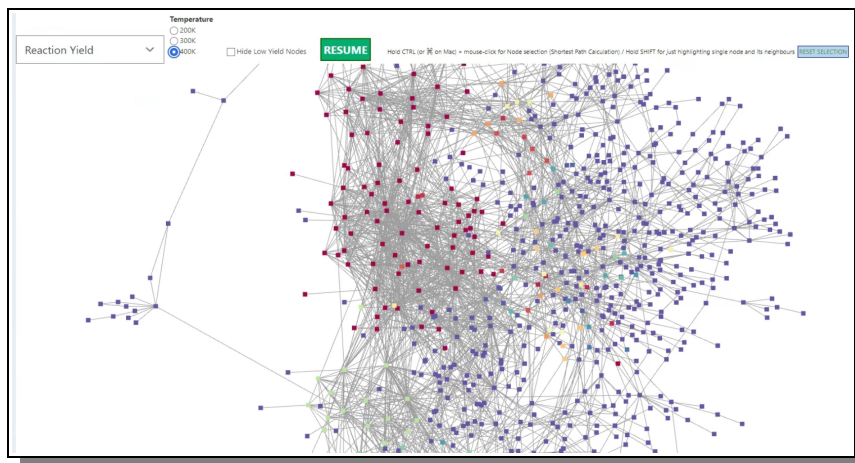 Temperature
200K
300K
400K
Reaction Yield
Hide Low Yield Nodes
RESUME
Hold CTRL (or ⌘ on Mac) + mouse-click for Node selection (Shortest Path Calculation) / Hold SHIFT for just highlighting single node and its neighbours
RESET SELECTION